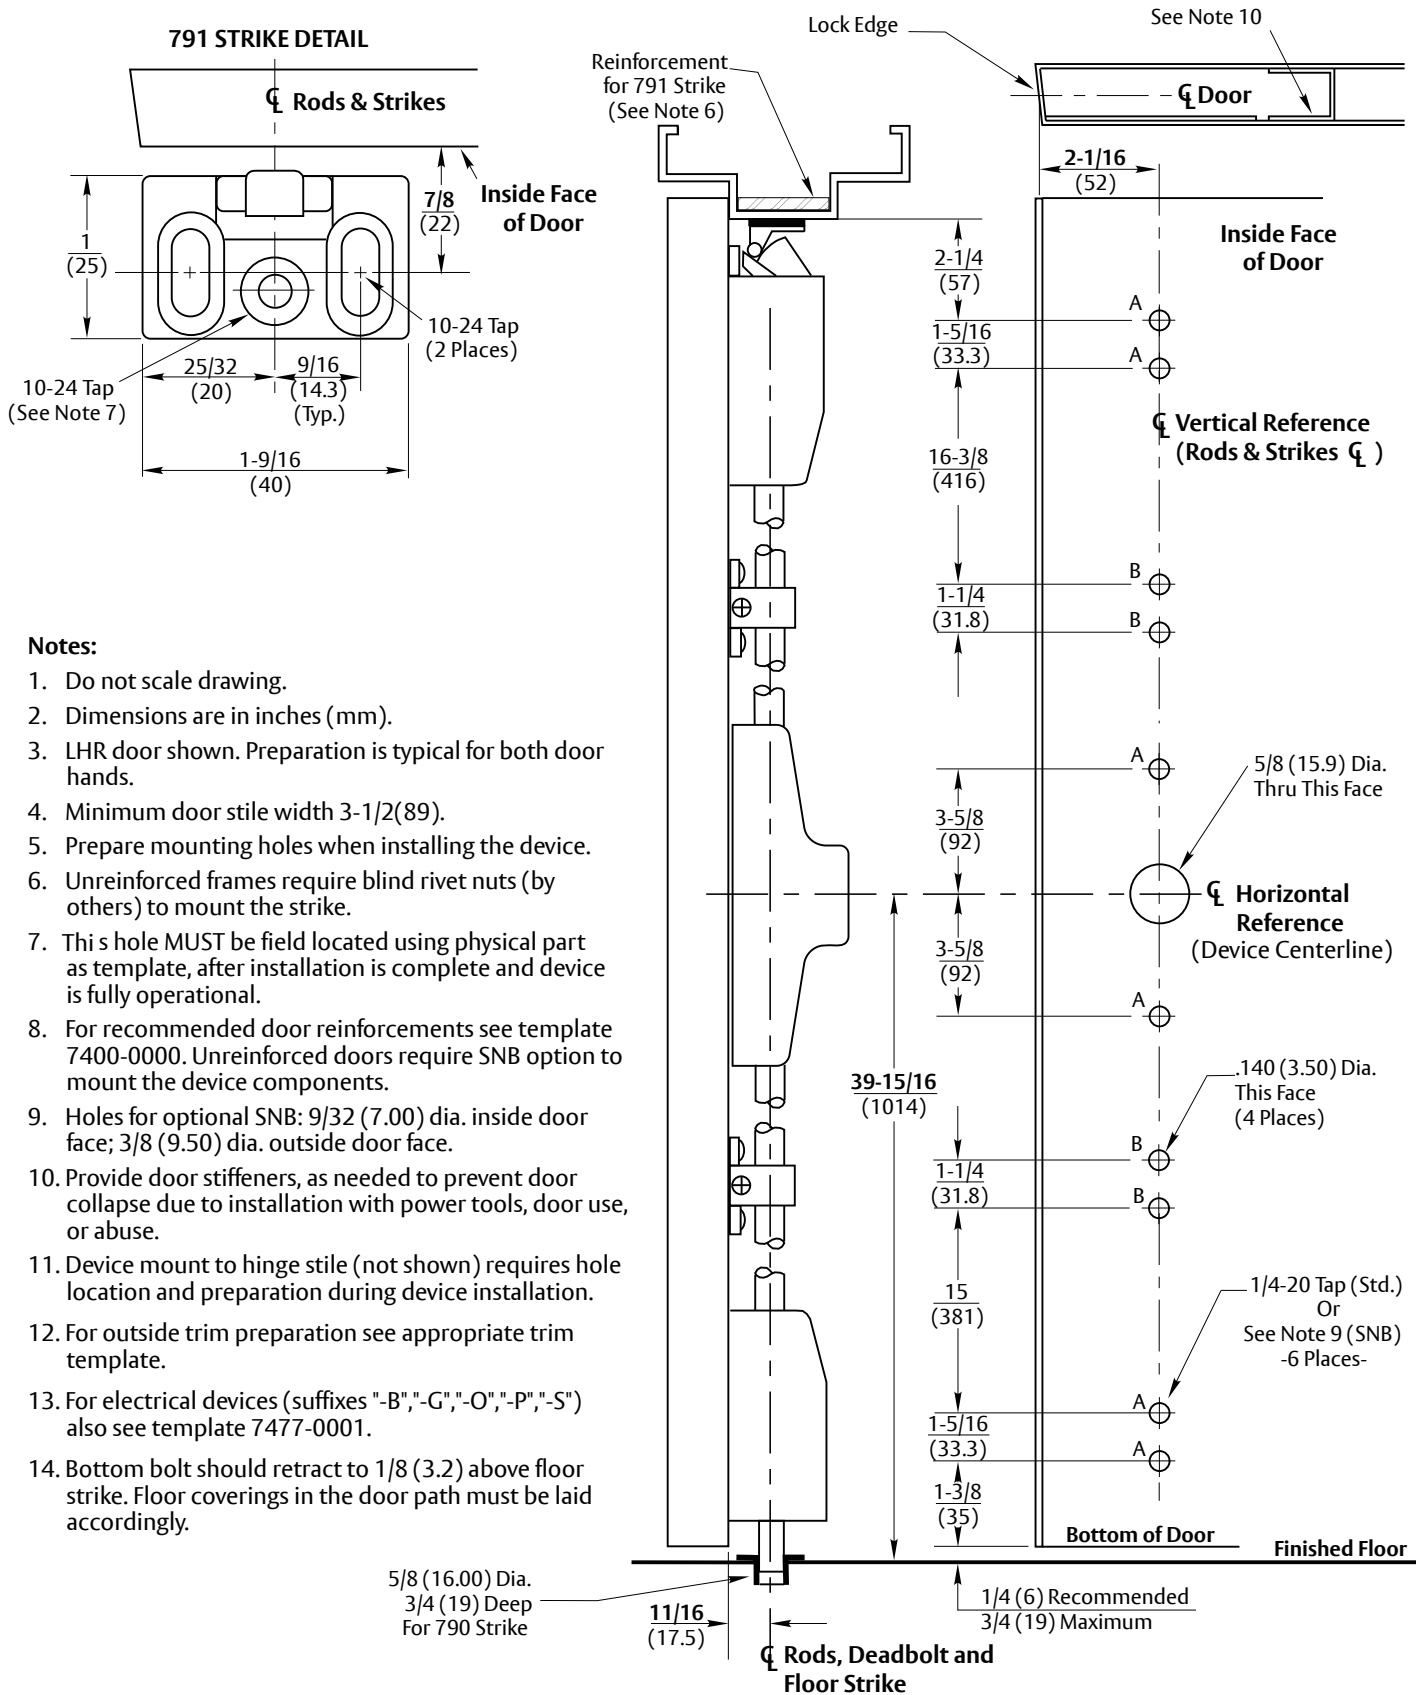 791 STRIKE DETAIL
℄ Rods & Strikes
Inside Face
of Door
7/8
(22)
1
(25)
10-24 Tap
(2 Places)
25/32
(20)
9/16
(14.3)
(Typ.)
10-24 Tap
(See Note 7)
1-9/16
(40)
Lock Edge
See Note 10
Reinforcement
for 791 Strike
(See Note 6)
℄ Door
2-1/16
(52)
Inside Face
of Door
2-1/4
(57)
A
1-5/16
(33.3)
A
℄ Vertical Reference
(Rods & Strikes ℄ )
16-3/8
(416)
B
1-1/4
(31.8)
B
A
5/8 (15.9) Dia.
Thru This Face
3-5/8
(92)
℄ Horizontal
Reference
(Device Centerline)
3-5/8
(92)
A
39-15/16
(1014)
.140 (3.50) Dia.
This Face
(4 Places)
B
1-1/4
(31.8)
B
15
(381)
1/4-20 Tap (Std.)
Or
See Note 9 (SNB)
-6 Places-
A
1-5/16
(33.3)
A
1-3/8
(35)
Bottom of Door
Finished Floor
1/4 (6) Recommended
3/4 (19) Maximum
5/8 (16.00) Dia.
3/4 (19) Deep
For 790 Strike
11/16
(17.5)
℄ Rods, Deadbolt and
Floor Strike
Notes:
1. Do not scale drawing.
2. Dimensions are in inches (mm).
3. LHR door shown. Preparation is typical for both door
hands.
4. Minimum door stile width 3-1/2(89).
5. Prepare mounting holes when installing the device.
6. Unreinforced frames require blind rivet nuts (by
others) to mount the strike.
7. Thi s hole MUST be field located using physical part
as template, after installation is complete and device
is fully operational.
8. For recommended door reinforcements see template
7400-0000. Unreinforced doors require SNB option to
mount the device components.
9. Holes for optional SNB: 9/32 (7.00) dia. inside door
face; 3/8 (9.50) dia. outside door face.
10. Provide door stiffeners, as needed to prevent door
collapse due to installation with power tools, door use,
or abuse.
11. Device mount to hinge stile (not shown) requires hole
location and preparation during device installation.
12. For outside trim preparation see appropriate trim
template.
13. For electrical devices (suffixes "-B","-G","-O","-P","-S")
also see template 7477-0001.
14. Bottom bolt should retract to 1/8 (3.2) above floor
strike. Floor coverings in the door path must be laid
accordingly.